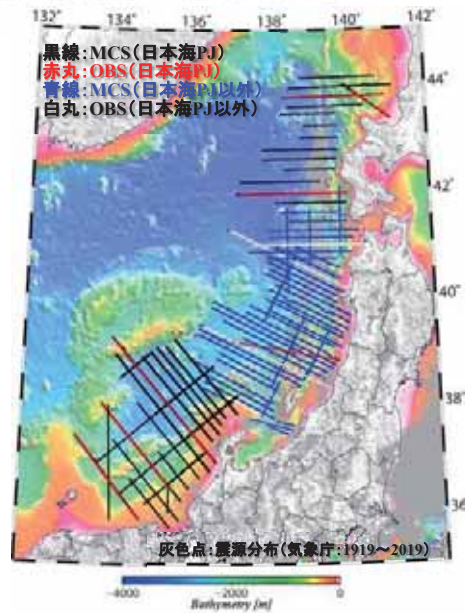 132˚ 134˚ 136˚ 138˚ 140˚ 142˚
黒線：MCS（日本海PJ）
赤丸：OBS（日本海PJ）
青線：MCS（日本海PJ以外）
白丸：OBS（日本海PJ以外）
44˚
42˚
40˚
38˚
36˚
灰色点：震源分布（気象庁：1919～2019）
-4000 -2000 0
Bathymetry [m]